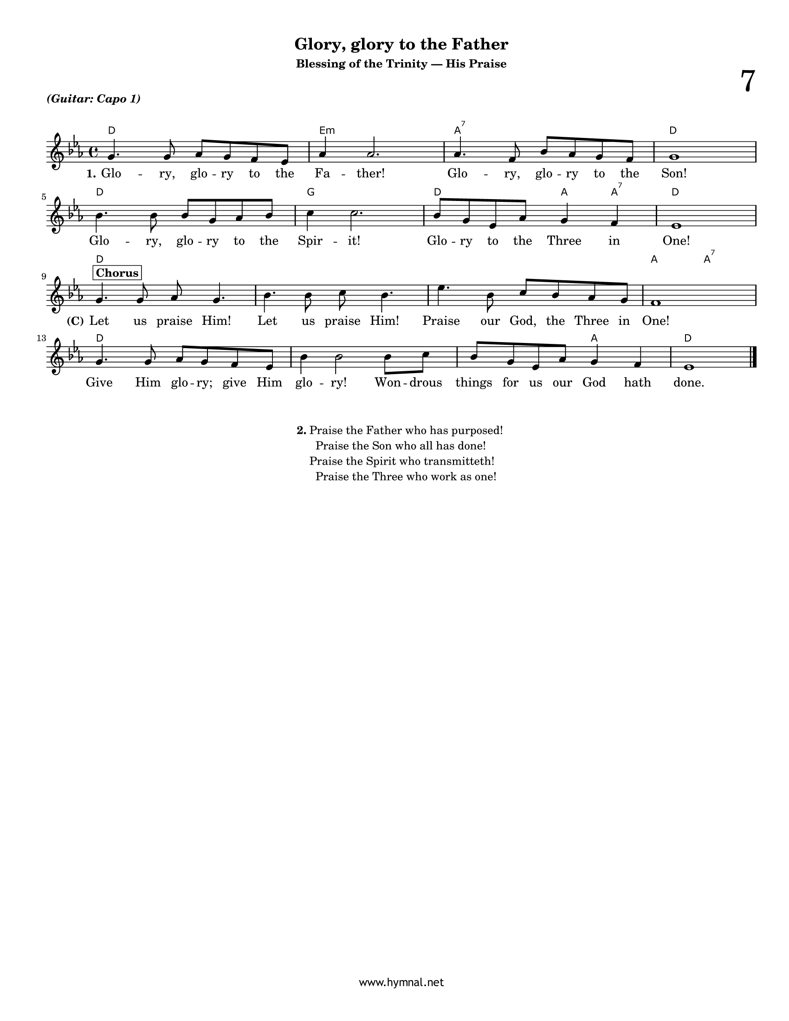 Glory, glory to the Father
Blessing of the Trinity — His Praise
7
(Guitar: Capo 1)
D Em A7 D
1. Glo - ry, glo - ry to the Fa - ther! Glo - ry, glo - ry to the Son!
5 D G D A A7 D
Glo - ry, glo - ry to the Spir - it! Glo - ry to the Three in One!
9 D A A7
Chorus
(C) Let us praise Him! Let us praise Him! Praise our God, the Three in One!
13 D A D
Give Him glo - ry; give Him glo - ry! Won - drous things for us our God hath done.
2. Praise the Father who has purposed!
Praise the Son who all has done!
Praise the Spirit who transmitteth!
Praise the Three who work as one!
www.hymnal.net